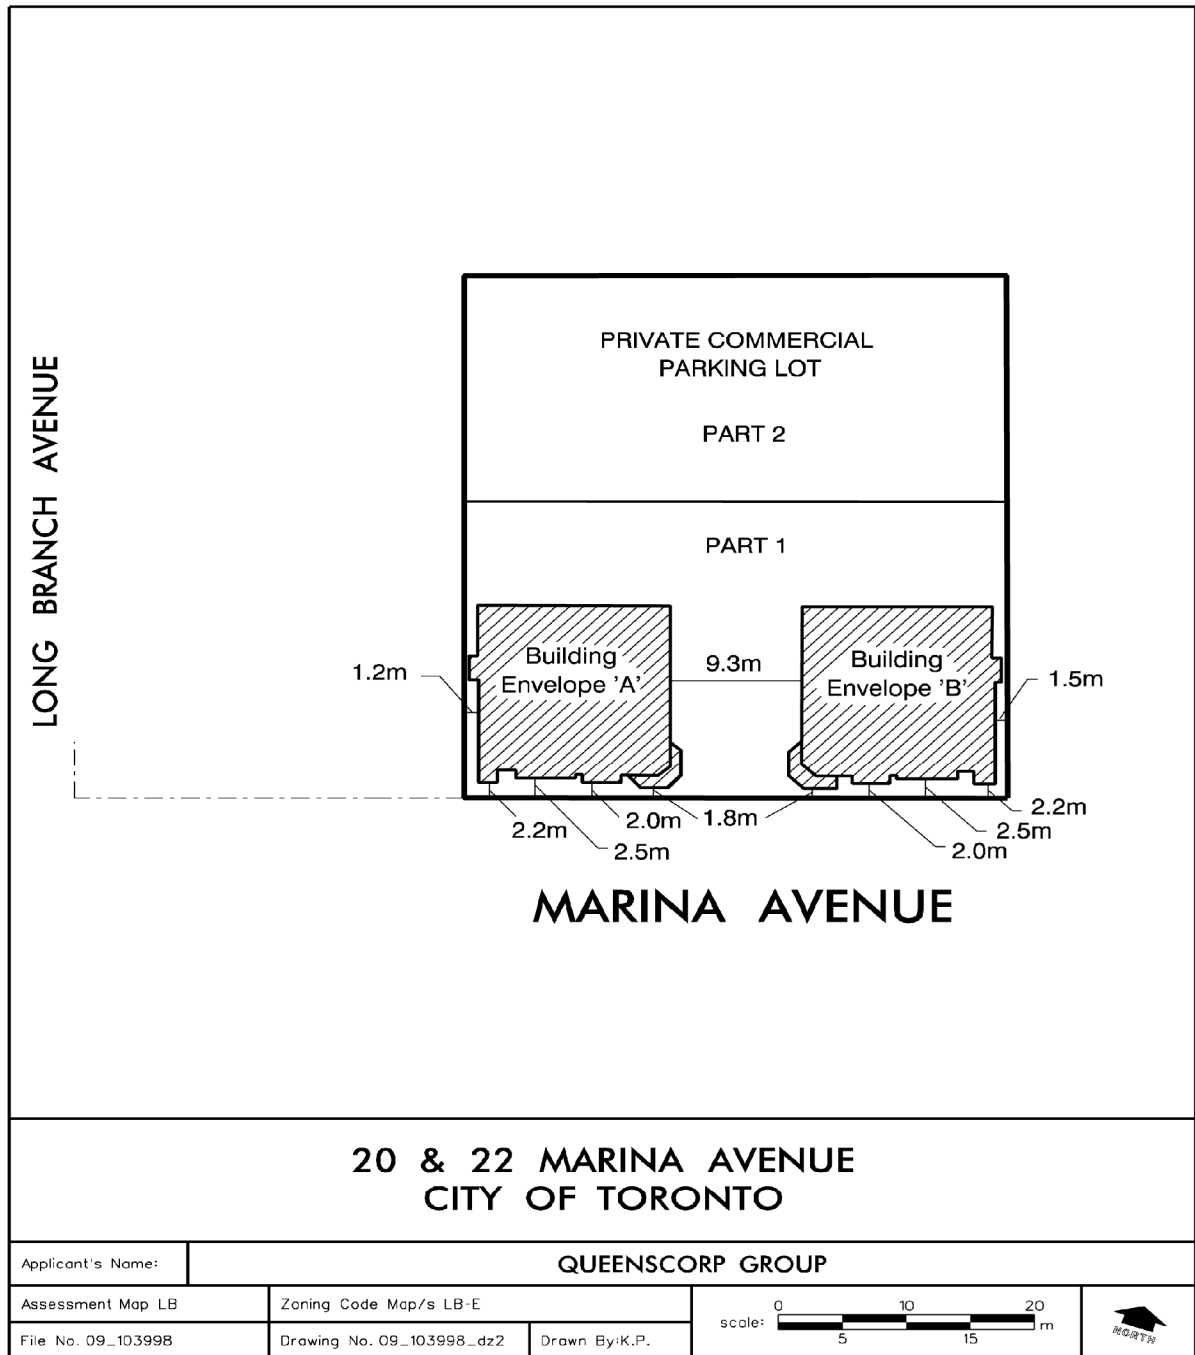 PRIVATE COMMERCIAL
PARKING LOT
PART 2
LONG BRANCH AVENUE
PART 1
Building
Envelope 'A'
9.3m
Building
Envelope 'B'
1.2m
1.5m
2.2m
2.5m
2.0m
1.8m
2.0m
2.5m
2.2m
MARINA AVENUE
20 & 22 MARINA AVENUE
CITY OF TORONTO
Applicant's Name:
QUEENSCORP GROUP
Assessment Map LB
Zoning Code Map/s LB-E
File No. 09_103998
Drawing No. 09_103998_dz2
Drawn By:K.P.
scale:
0 10 20
m
5 15
NORTH